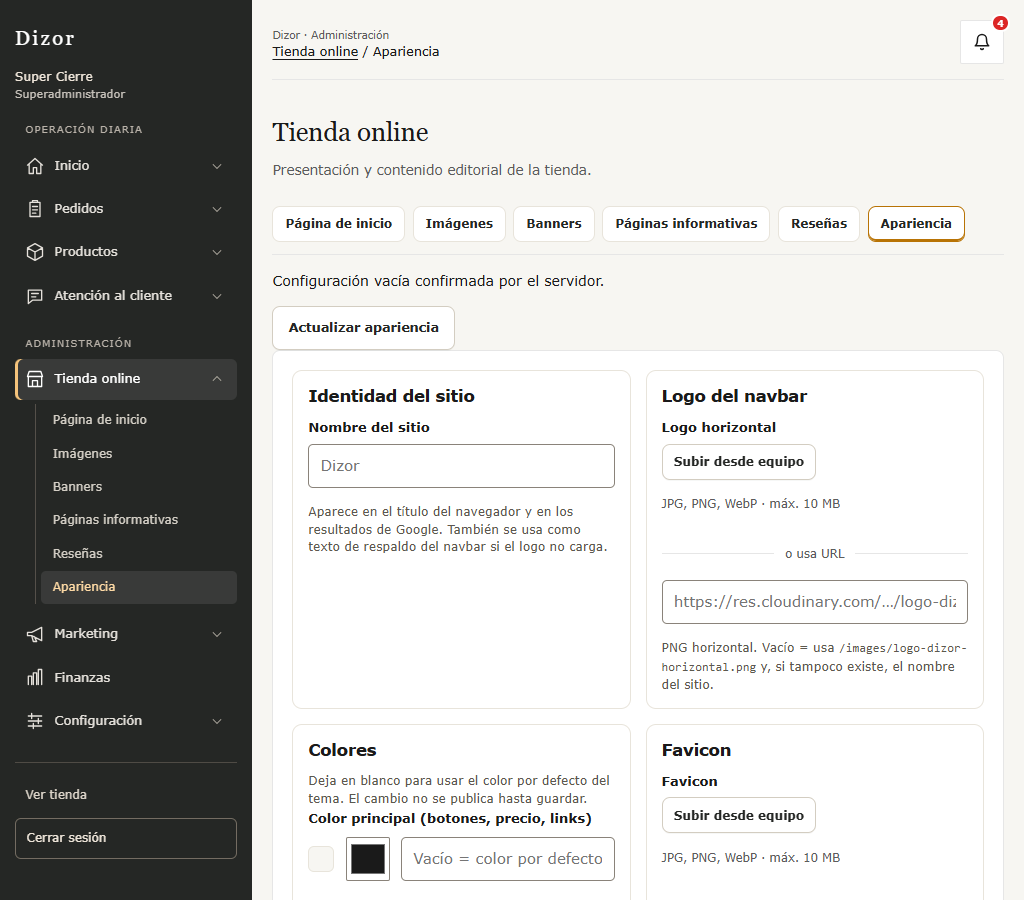 Dizor
Super Cierre
Superadministrador
OPERACIÓN DIARIA
Inicio
Pedidos
Productos
Atención al cliente
ADMINISTRACIÓN
Tienda online
Página de inicio
Imágenes
Banners
Páginas informativas
Reseñas
Apariencia
Marketing
Finanzas
Configuración
Ver tienda
Cerrar sesión
Dizor · Administración
Tienda online / Apariencia
4
Tienda online
Presentación y contenido editorial de la tienda.
Página de inicio
Imágenes
Banners
Páginas informativas
Reseñas
Apariencia
Configuración vacía confirmada por el servidor.
Actualizar apariencia
Identidad del sitio
Nombre del sitio
Dizor
Aparece en el título del navegador y en los
resultados de Google. También se usa como
texto de respaldo del navbar si el logo no carga.
Logo del navbar
Logo horizontal
Subir desde equipo
JPG, PNG, WebP · máx. 10 MB
o usa URL
https://res.cloudinary.com/.../logo-diz
PNG horizontal. Vacío = usa /images/logo-dizor-
horizontal.png y, si tampoco existe, el nombre
del sitio.
Colores
Deja en blanco para usar el color por defecto del
tema. El cambio no se publica hasta guardar.
Color principal (botones, precio, links)
Vacío = color por defecto
Favicon
Favicon
Subir desde equipo
JPG, PNG, WebP · máx. 10 MB